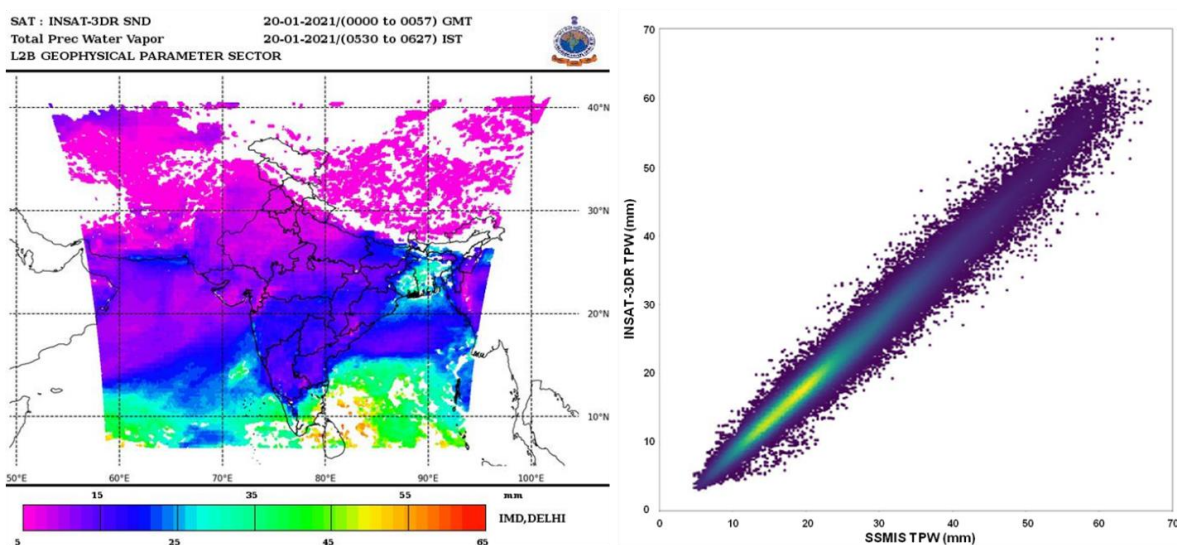 SAT : INSAT-3DR SND 20-01-2021/(0000 to 0057) GMT
Total Prec Water Vapor 20-01-2021/(0530 to 0627) IST
L2B GEOPHYSICAL PARAMETER SECTOR
40°N
30°N
20°N
10°N
50°E 60°E 70°E 80°E 90°E 100°E
15 35 55 mm
IMD,DELHI
5 25 45 65
70
60
50
40
30
20
10
0
INSAT-3DR TPW (mm)
0 10 20 30 40 50 60 70
SSMIS TPW (mm)